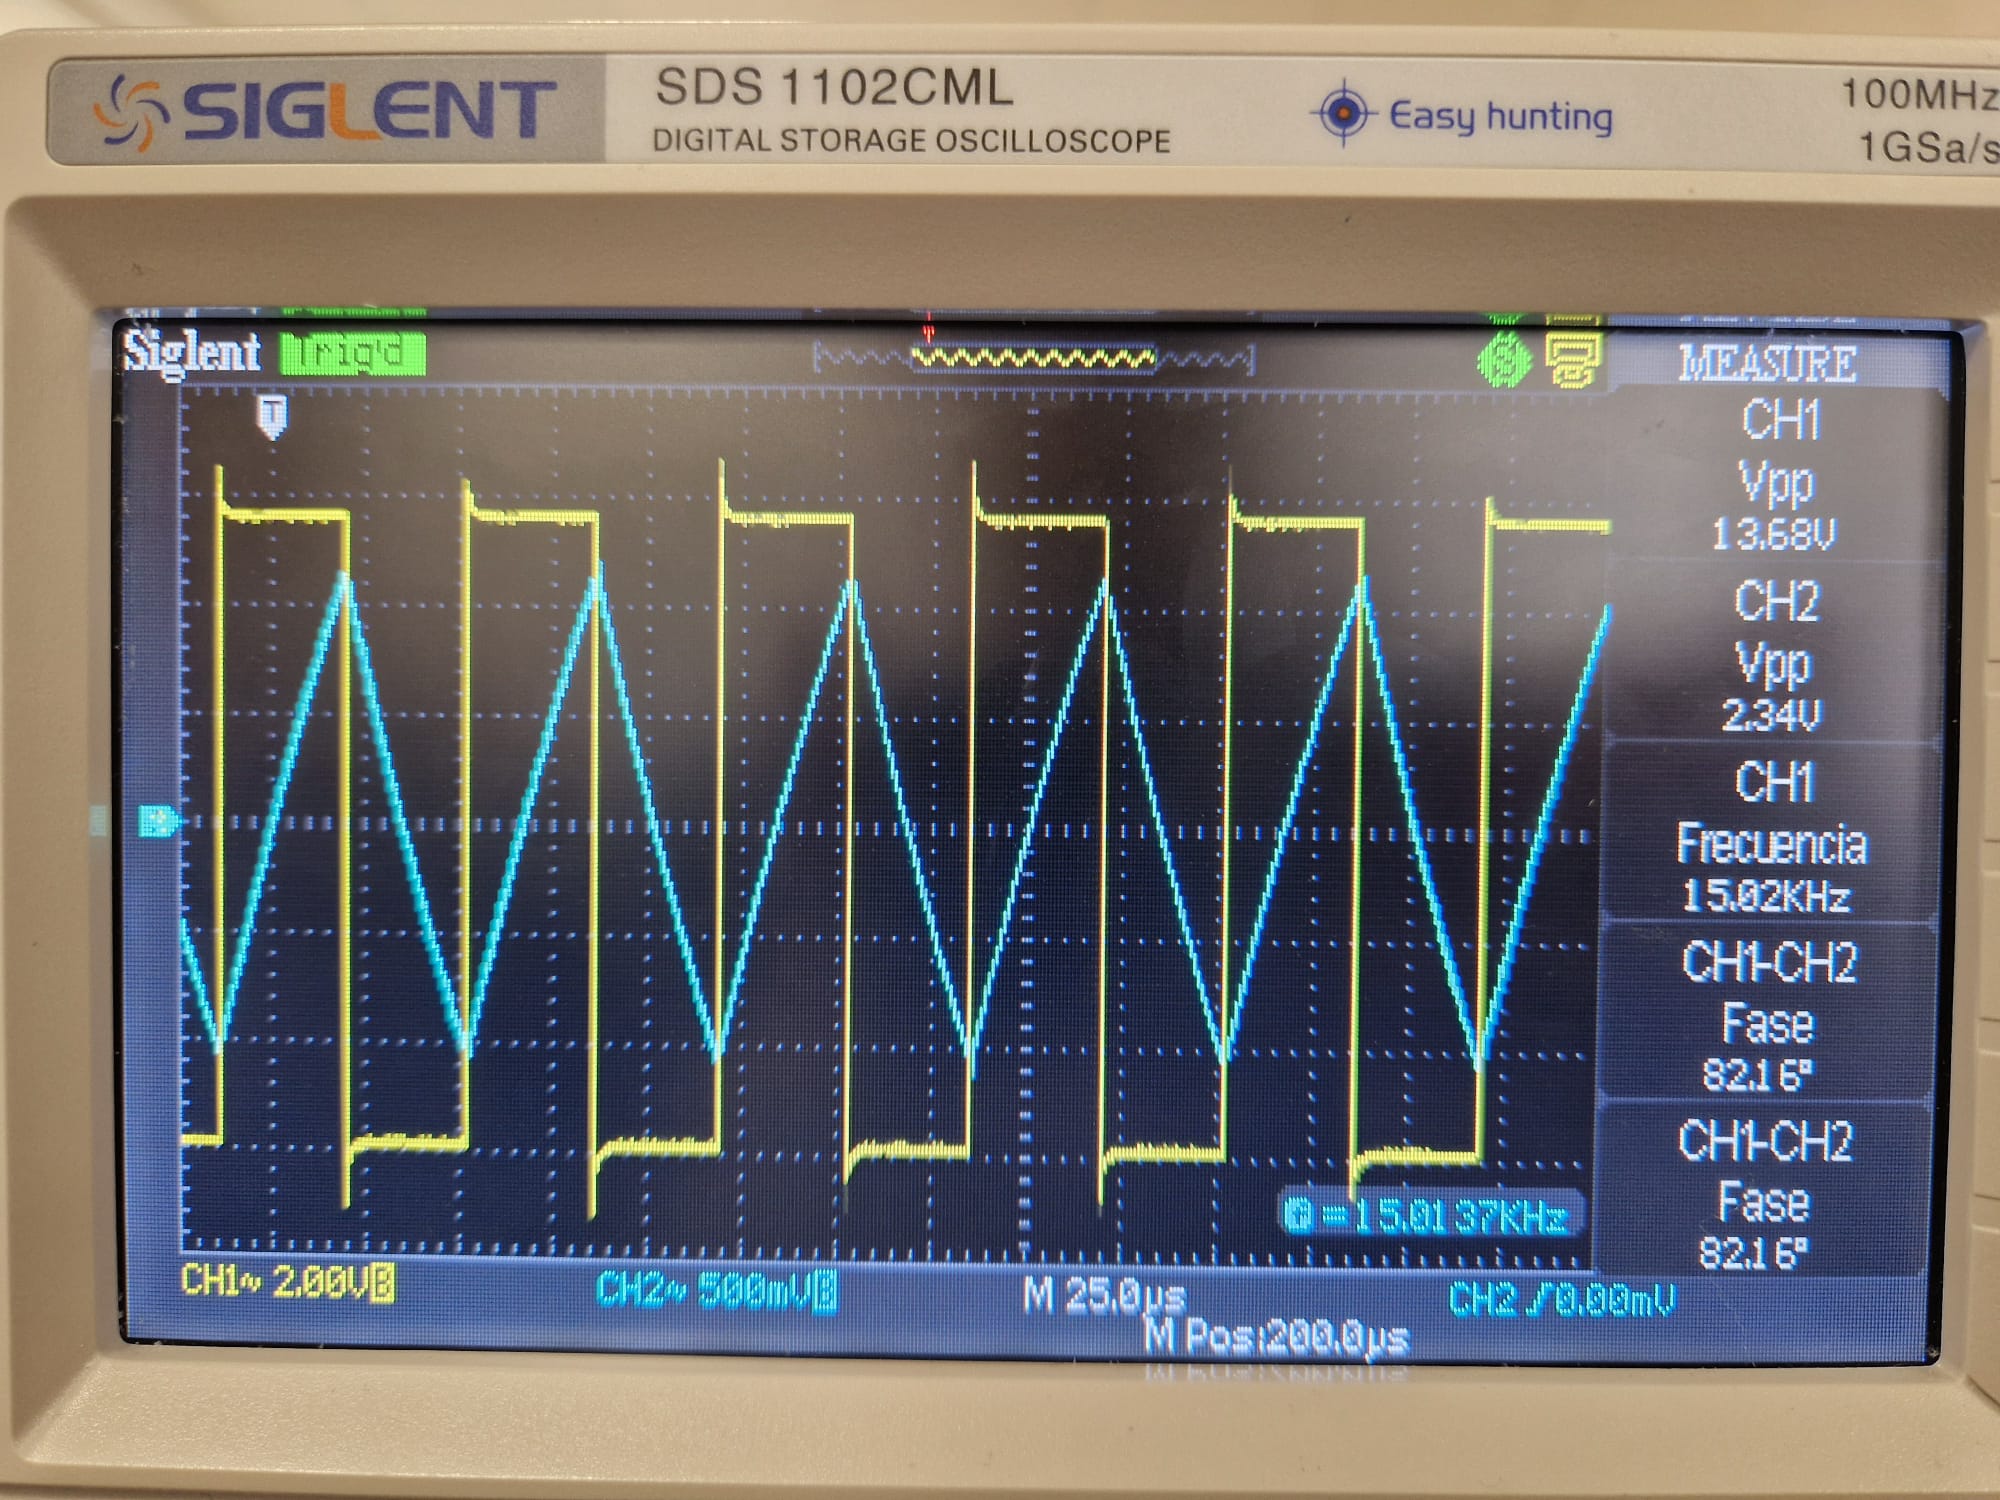 SIGLENT
SDS 1102CML
DIGITAL STORAGE OSCILLOSCOPE
Easy hunting
100MHz
1GSa/s
Siglent Trig'd
T
MEASURE
CH1
Vpp
13.68V
CH2
Vpp
2.34V
CH1
Frecuencia
15.02KHz
CH1-CH2
Fase
82.16°
CH1-CH2
Fase
82.16°
=15.0137KHz
CH1~ 2.00VB CH2~ 500mVB M 25.0µs CH2 /0.00mV
M Pos:200.0µs